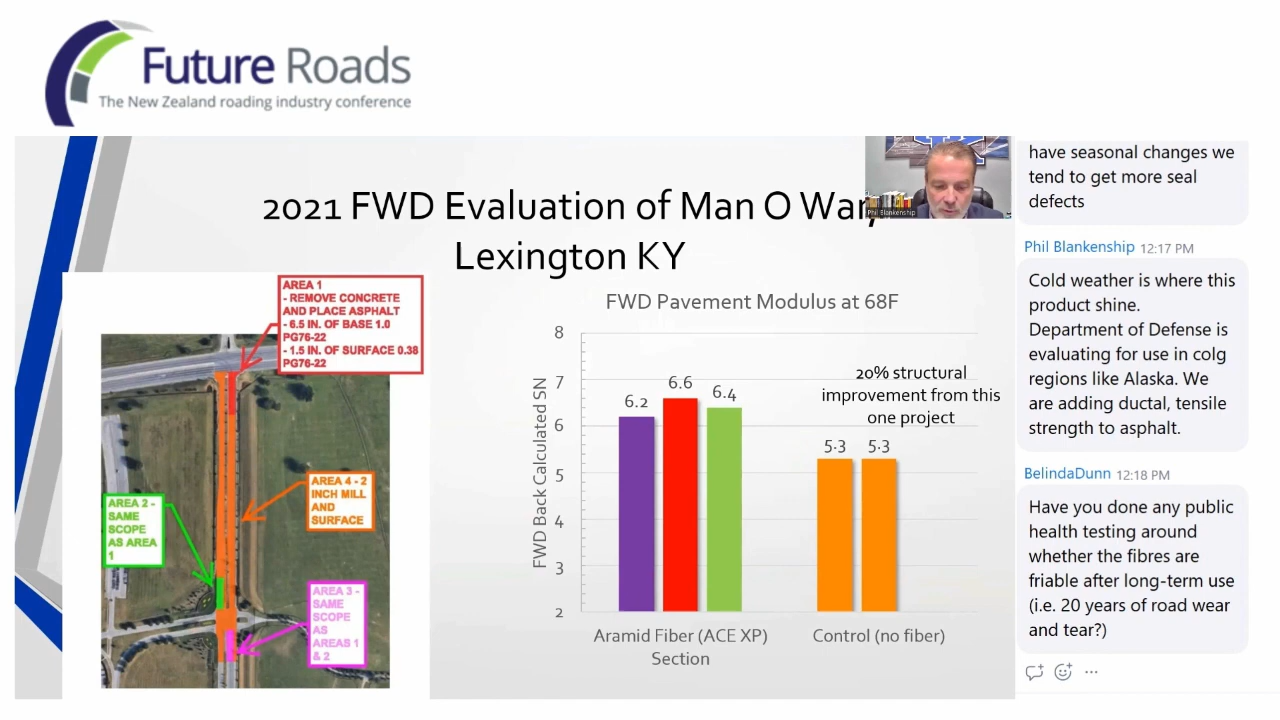 Future Roads
The New Zealand roading industry conference
2021 FWD Evaluation of Man O War,
Lexington KY
Phil Blankenship
AREA 1
- REMOVE CONCRETE
AND PLACE ASPHALT
- 6.5 IN. OF BASE 1.0
PG76-22
- 1.5 IN. OF SURFACE 0.38
PG76-22
AREA 4 - 2
INCH MILL
AND
SURFACE
AREA 2 -
SAME
SCOPE
AS AREA
1
AREA 3 -
SAME
SCOPE
AS
AREAS 1
& 2
FWD Pavement Modulus at 68F
FWD Back Calculated SN
8
7
6
5
4
3
2
6.2
6.6
6.4
5.3
5.3
20% structural
improvement from this
one project
Aramid Fiber (ACE XP)
Section
Control (no fiber)
have seasonal changes we
tend to get more seal
defects
Phil Blankenship 12:17 PM
Cold weather is where this
product shine.
Department of Defense is
evaluating for use in colg
regions like Alaska. We
are adding ductal, tensile
strength to asphalt.
BelindaDunn 12:18 PM
Have you done any public
health testing around
whether the fibres are
friable after long-term use
(i.e. 20 years of road wear
and tear?)